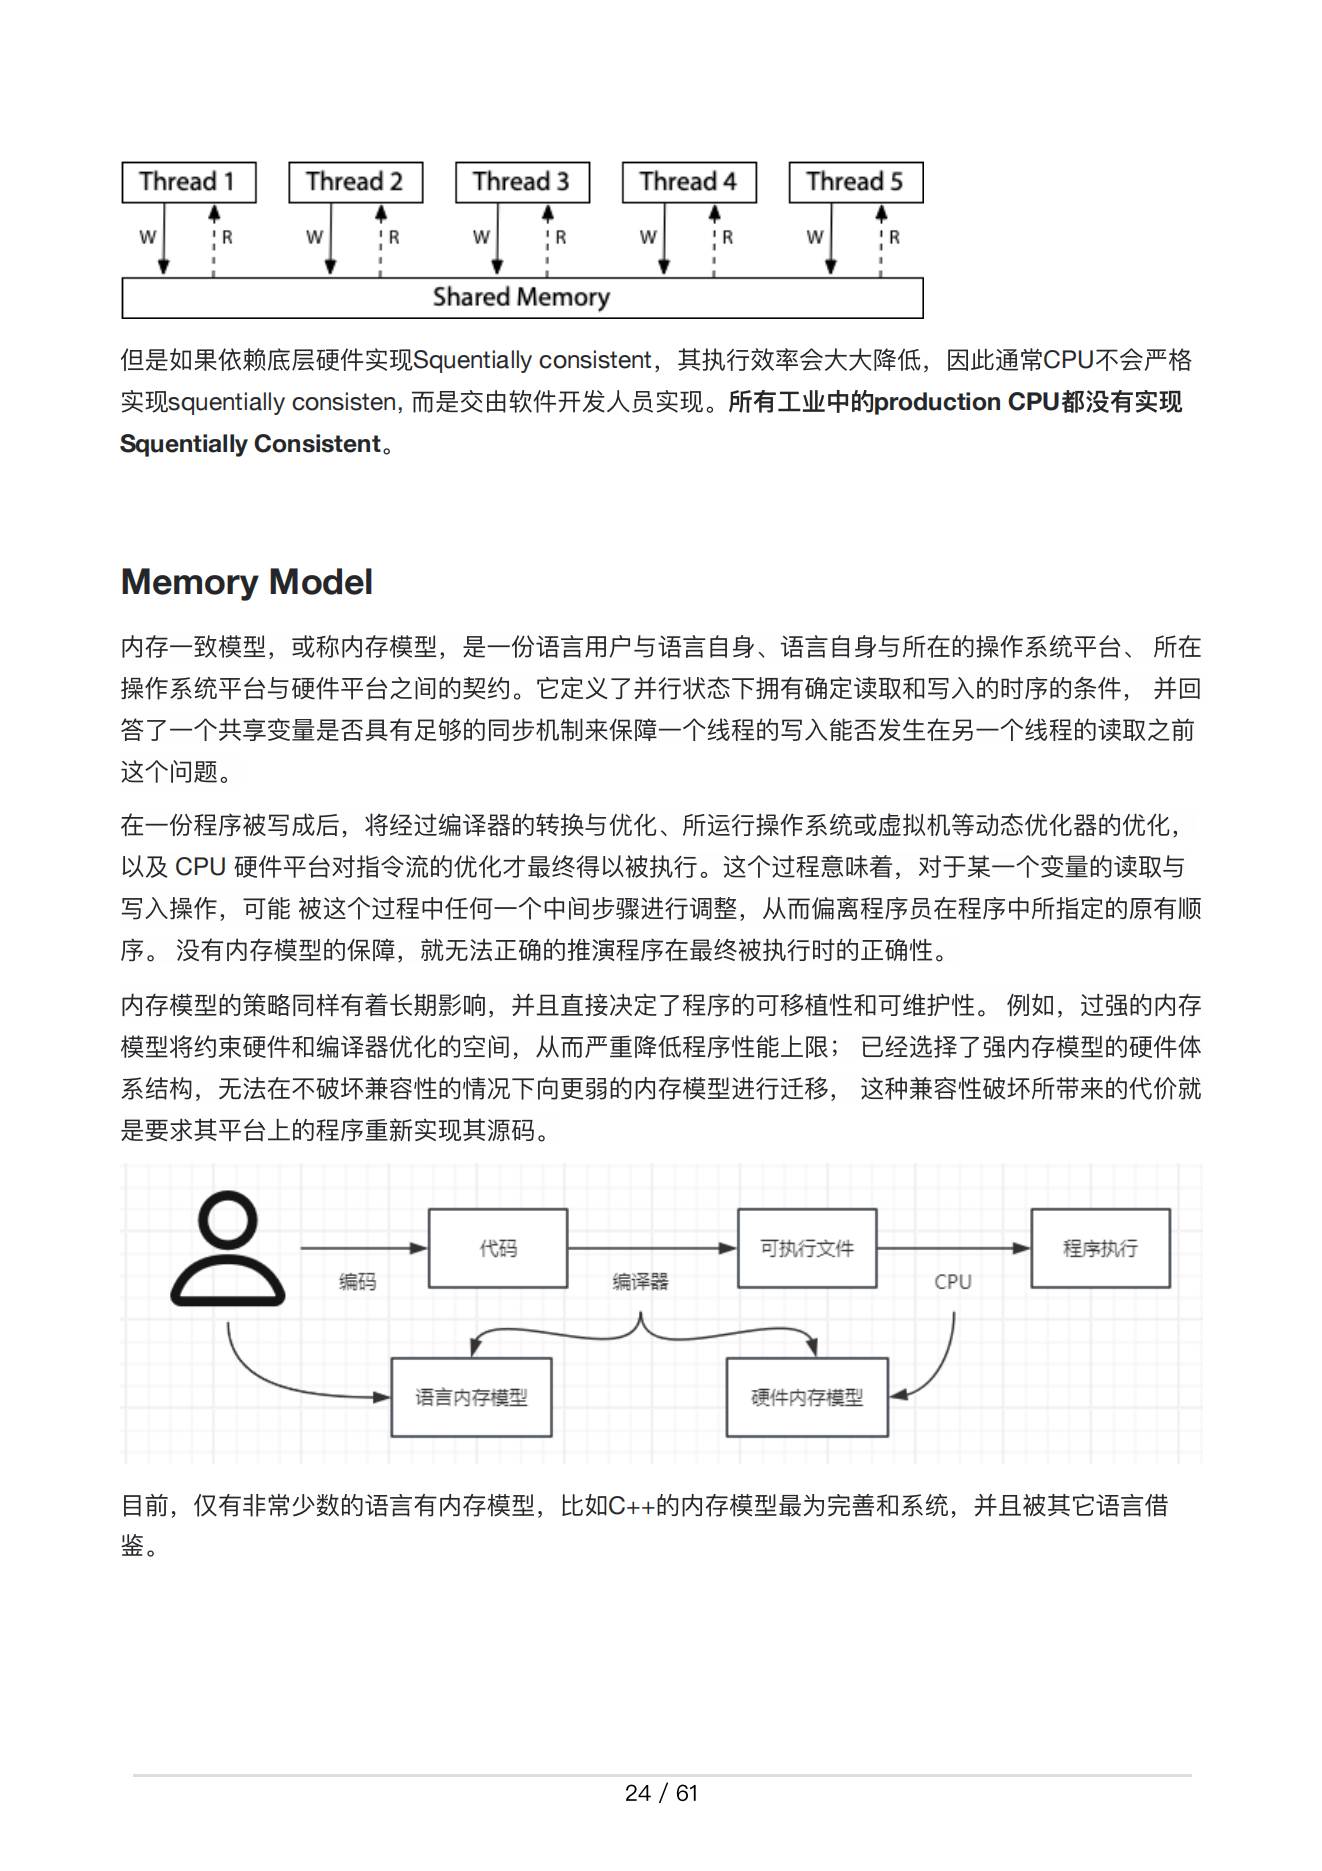 Thread 1 Thread 2 Thread 3 Thread 4 Thread 5
W R W R W R W R W R
Shared Memory
但是如果依赖底层硬件实现Squentially consistent，其执行效率会大大降低，因此通常CPU不会严格
实现squentially consisten, 而是交由软件开发人员实现。所有工业中的production CPU都没有实现
Squentially Consistent。
Memory Model
内存一致模型，或称内存模型，是一份语言用户与语言自身、语言自身与所在的操作系统平台、 所在
操作系统平台与硬件平台之间的契约。它定义了并行状态下拥有确定读取和写入的时序的条件， 并回
答了一个共享变量是否具有足够的同步机制来保障一个线程的写入能否发生在另一个线程的读取之前
这个问题。
在一份程序被写成后，将经过编译器的转换与优化、所运行操作系统或虚拟机等动态优化器的优化，
以及 CPU 硬件平台对指令流的优化才最终得以被执行。这个过程意味着，对于某一个变量的读取与
写入操作，可能 被这个过程中任何一个中间步骤进行调整，从而偏离程序员在程序中所指定的原有顺
序。 没有内存模型的保障，就无法正确的推演程序在最终被执行时的正确性。
内存模型的策略同样有着长期影响，并且直接决定了程序的可移植性和可维护性。 例如，过强的内存
模型将约束硬件和编译器优化的空间，从而严重降低程序性能上限； 已经选择了强内存模型的硬件体
系结构，无法在不破坏兼容性的情况下向更弱的内存模型进行迁移， 这种兼容性破坏所带来的代价就
是要求其平台上的程序重新实现其源码。
代码 可执行文件 程序执行
编码 编译器 CPU
语言内存模型 硬件内存模型
目前，仅有非常少数的语言有内存模型，比如C++的内存模型最为完善和系统，并且被其它语言借
鉴。
24 / 61